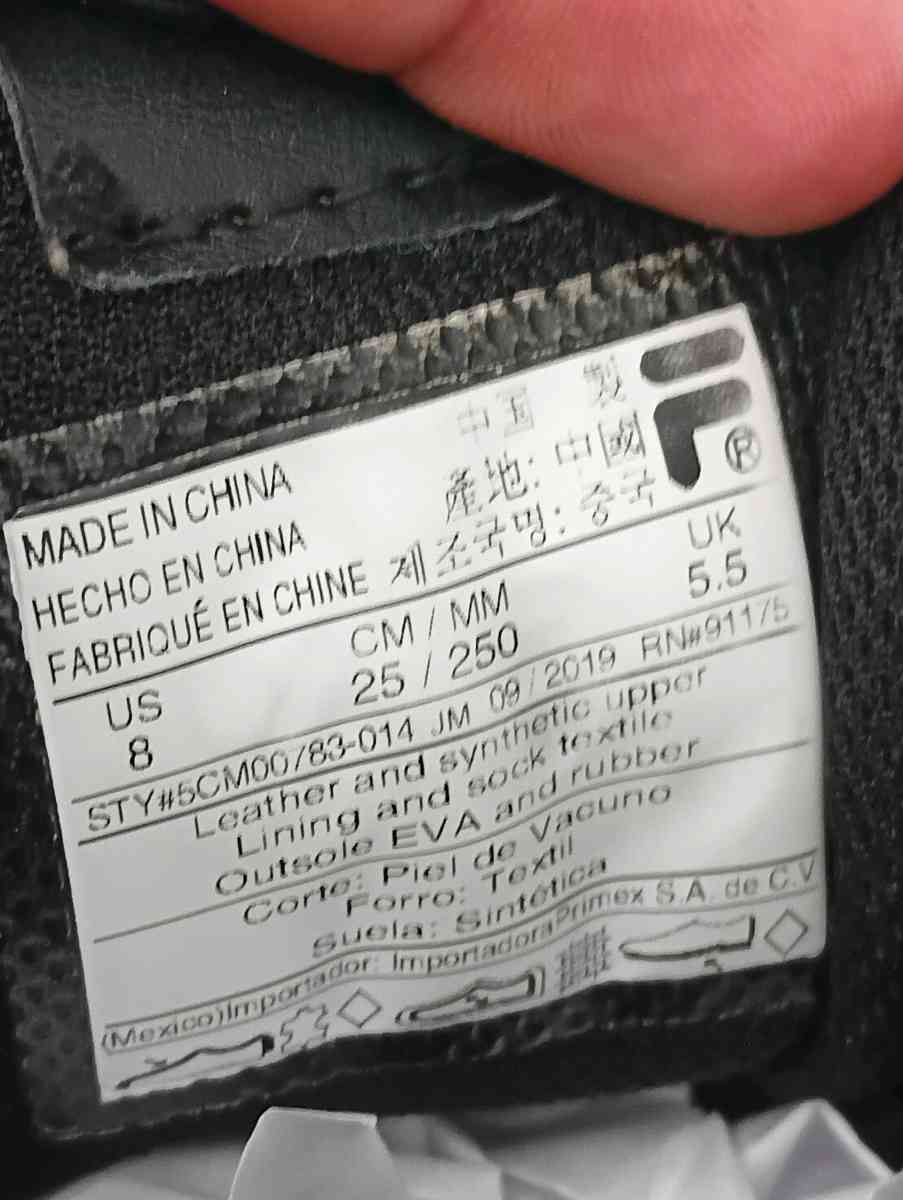 MADE IN CHINA 中国 製
HECHO EN CHINA 產地: 中國
FABRIQUÉ EN CHINE 제조국명: 중국
US CM / MM UK
8 25 / 250 5.5
STY#5CM00783-014 JM 09 / 2019 RN#91175
Leather and synthetic upper
Lining and sock textile
Outsole EVA and rubber
Corte: Piel de Vacuno
Forro: Textil
Suela: Sintética
(Mexico)Importador: ImportadoraPrimex S.A. de C.V